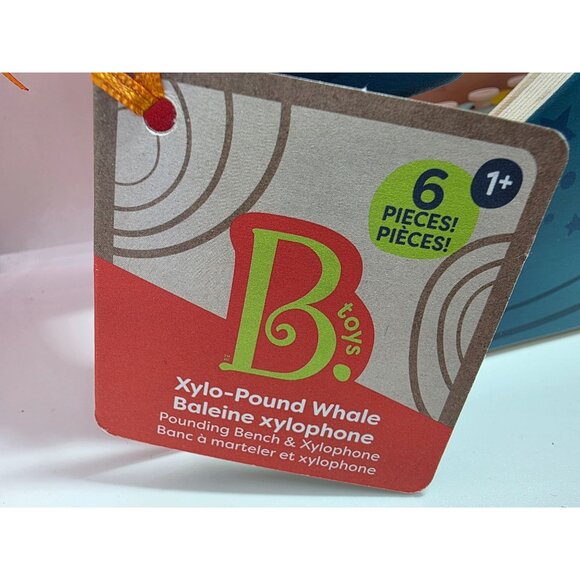 6
PIECES!
PIÈCES!
1+
B.
toys
Xylo-Pound Whale
Baleine xylophone
Pounding Bench & Xylophone
Banc à marteler et xylophone